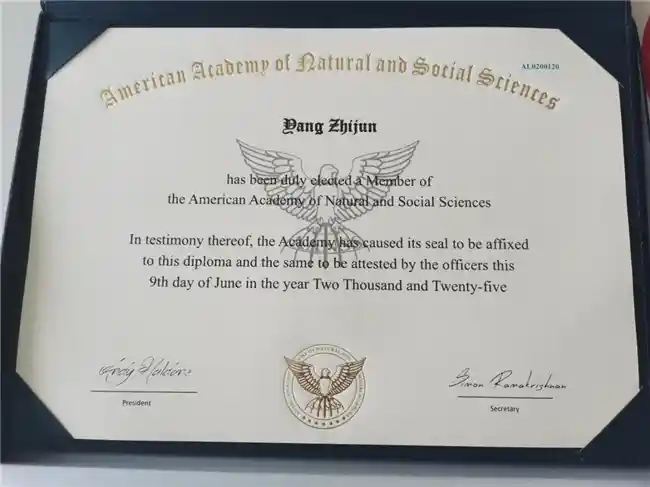 American Academy of Natural and Social Sciences
AL0200120
Yang Zhijun
has been duly elected a Member of
the American Academy of Natural and Social Sciences
In testimony thereof, the Academy has caused its seal to be affixed
to this diploma and the same to be attested by the officers this
9th day of June in the year Two Thousand and Twenty-five
Simon Ramakrishnan
President
Secretary